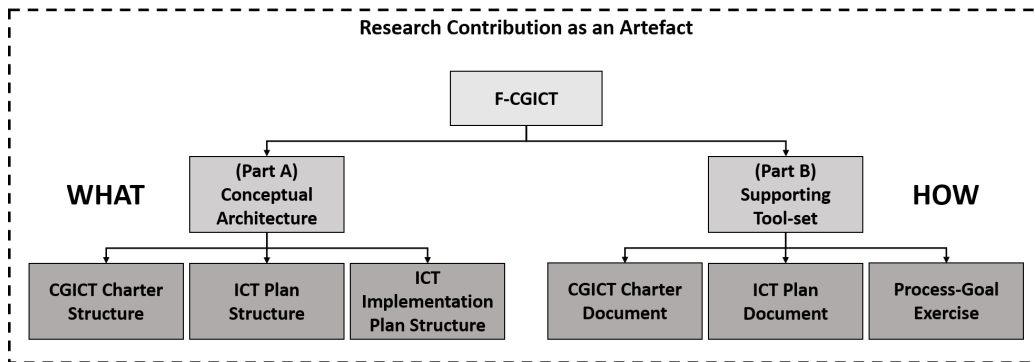 Research Contribution as an Artefact
F-CGICT
WHAT
(Part A)
Conceptual
Architecture
(Part B)
Supporting
Tool-set
HOW
CGICT Charter
Structure
ICT Plan
Structure
ICT
Implementation
Plan Structure
CGICT Charter
Document
ICT Plan
Document
Process-Goal
Exercise